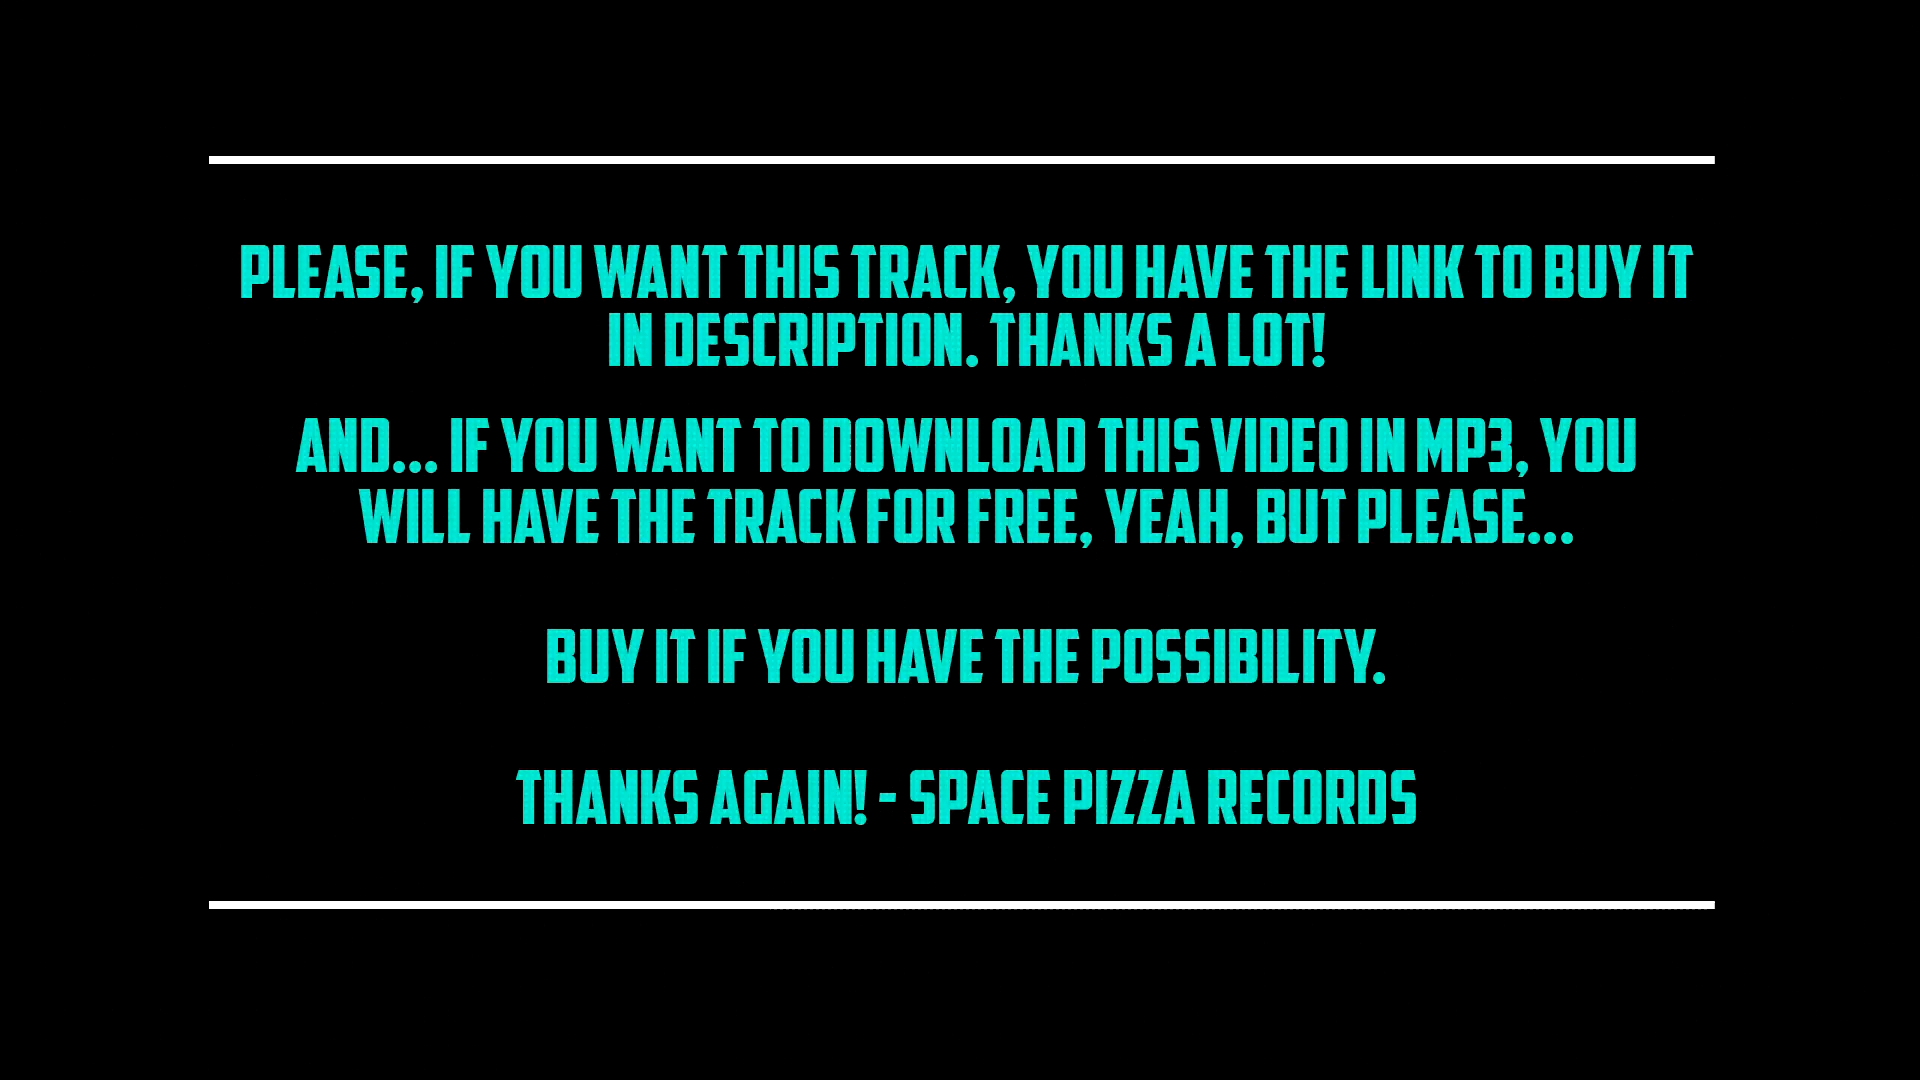 PLEASE, IF YOU WANT THIS TRACK, YOU HAVE THE LINK TO BUY IT
IN DESCRIPTION. THANKS A LOT!
AND... IF YOU WANT TO DOWNLOAD THIS VIDEO IN MP3, YOU
WILL HAVE THE TRACK FOR FREE, YEAH, BUT PLEASE...
BUY IT IF YOU HAVE THE POSSIBILITY.
THANKS AGAIN! - SPACE PIZZA RECORDS